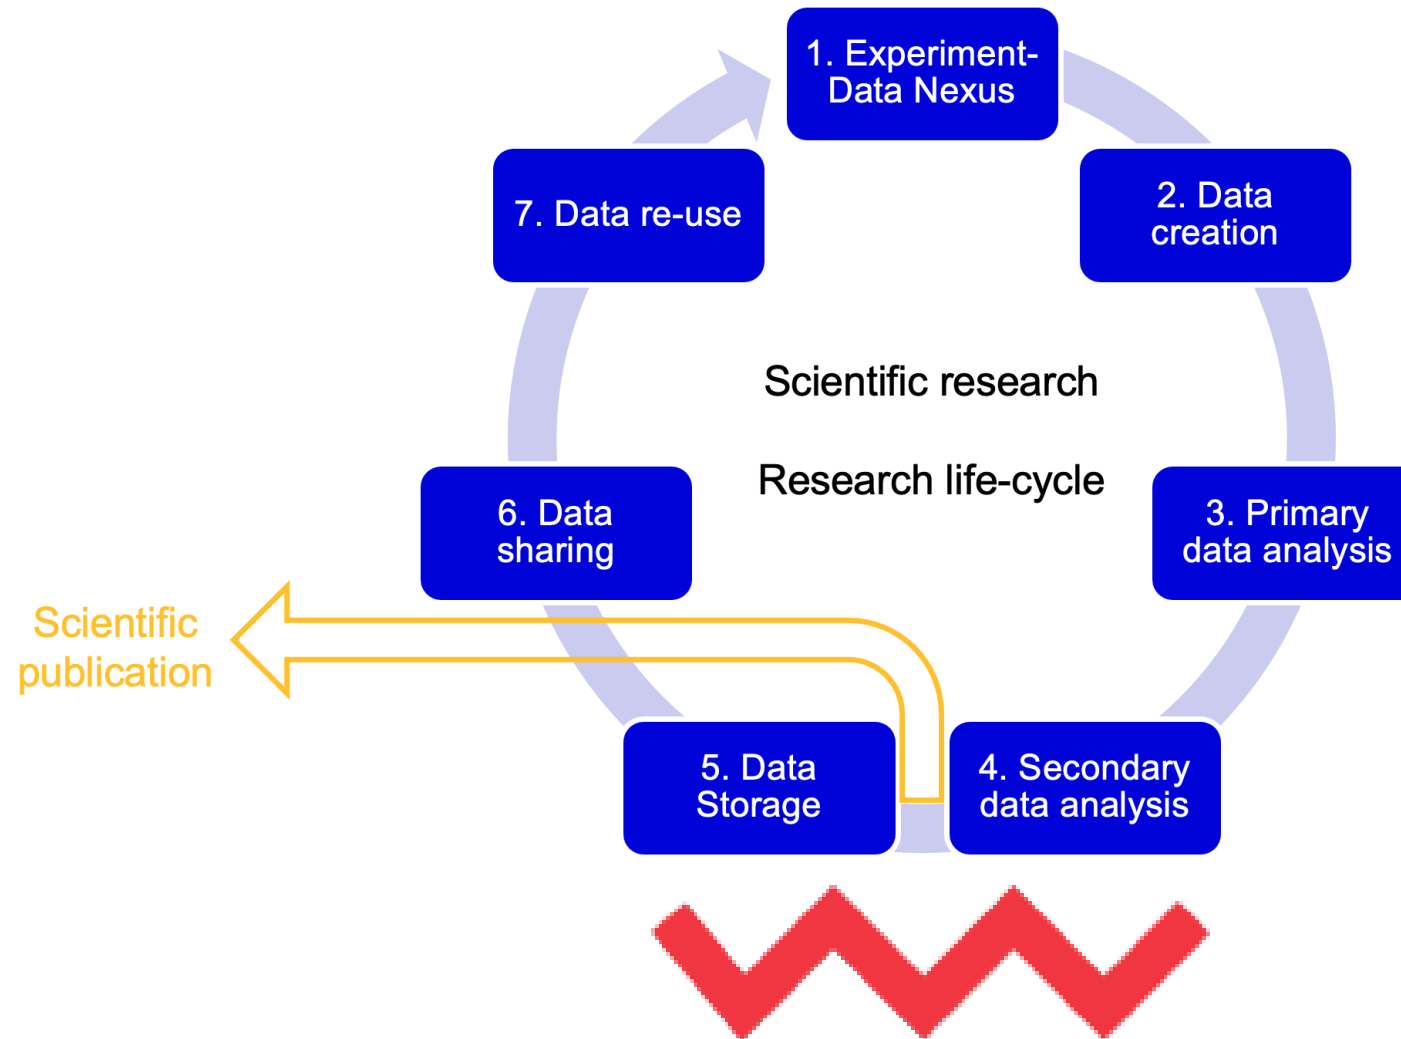 1. Experiment-
Data Nexus
2. Data
creation
3. Primary
data analysis
4. Secondary
data analysis
5. Data
Storage
6. Data
sharing
7. Data re-use
Scientific research
Research life-cycle
Scientific
publication